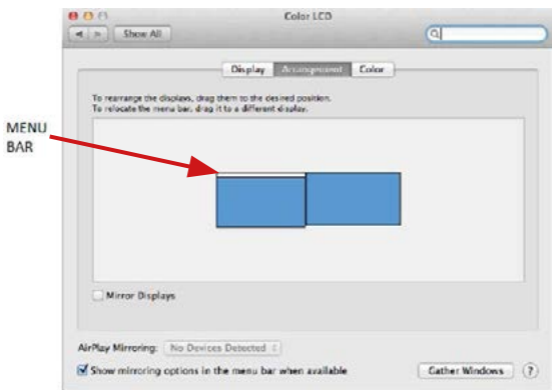 Color LCD
Show All
Display Arrangement Color
To rearrange the displays, drag them to the desired position.
To relocate the menu bar, drag it to a different display.
MENU
BAR
Mirror Displays
AirPlay Mirroring: No Devices Detected
Show mirroring options in the menu bar when available
Gather Windows ?